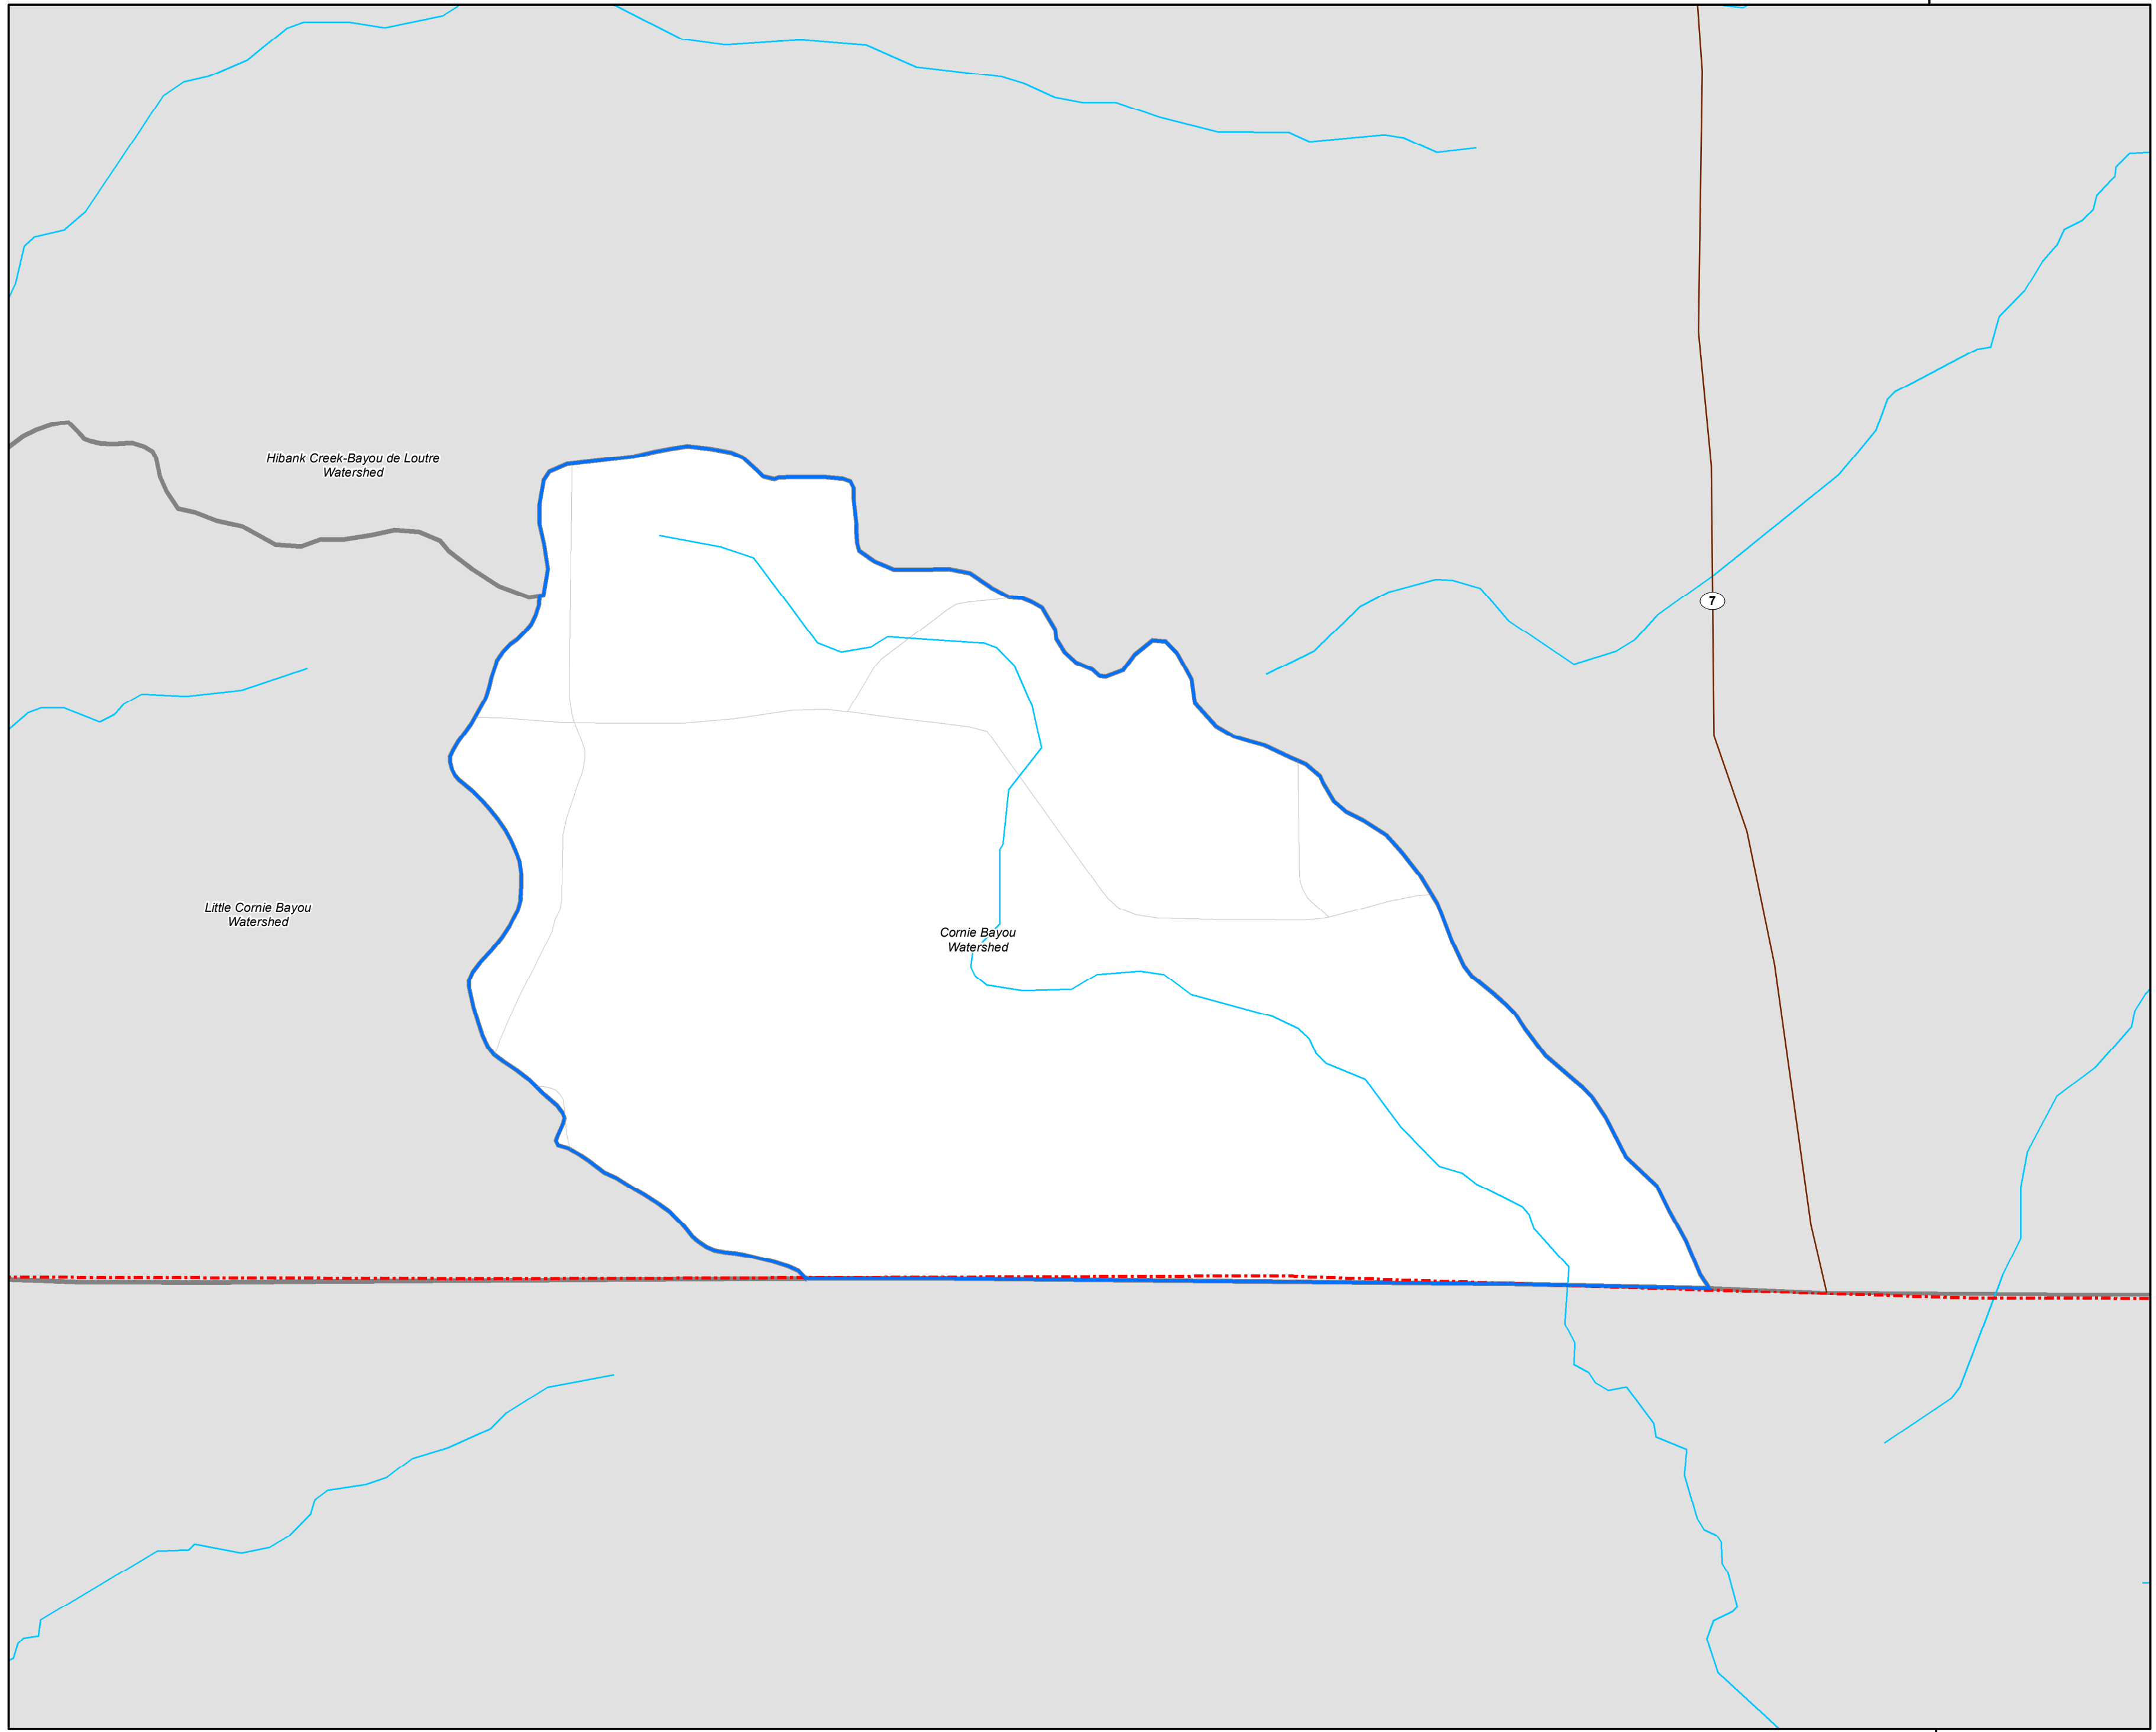 Hibank Creek-Bayou de Loutre
Watershed
7
Little Cornie Bayou
Watershed
Cornie Bayou
Watershed